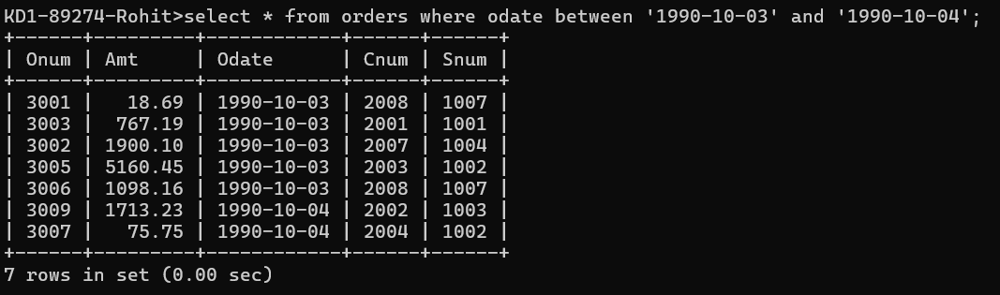 KD1-89274-Rohit>select * from orders where odate between '1990-10-03' and '1990-10-04';
+------+---------+------------+------+------+
| Onum | Amt     | Odate      | Cnum | Snum |
+------+---------+------------+------+------+
| 3001 |   18.69 | 1990-10-03 | 2008 | 1007 |
| 3003 |  767.19 | 1990-10-03 | 2001 | 1001 |
| 3002 | 1900.10 | 1990-10-03 | 2007 | 1004 |
| 3005 | 5160.45 | 1990-10-03 | 2003 | 1002 |
| 3006 | 1098.16 | 1990-10-03 | 2008 | 1007 |
| 3009 | 1713.23 | 1990-10-04 | 2002 | 1003 |
| 3007 |   75.75 | 1990-10-04 | 2004 | 1002 |
+------+---------+------------+------+------+
7 rows in set (0.00 sec)